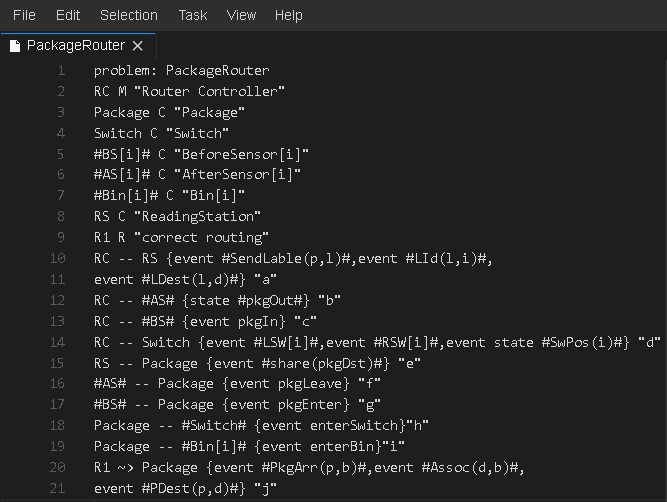 File Edit Selection Task View Help
PackageRouter ×
1 problem: PackageRouter
2 RC M "Router Controller"
3 Package C "Package"
4 Switch C "Switch"
5 #BS[i]# C "BeforeSensor[i]"
6 #AS[i]# C "AfterSensor[i]"
7 #Bin[i]# C "Bin[i]"
8 RS C "ReadingStation"
9 R1 R "correct routing"
10 RC -- RS {event #SendLable(p,l)#,event #LId(l,i)#,
11 event #LDest(l,d)#} "a"
12 RC -- #AS# {state #pkgOut#} "b"
13 RC -- #BS# {event pkgIn} "c"
14 RC -- Switch {event #LSW[i]#,event #RSW[i]#,event state #SwPos(i)#} "d"
15 RS -- Package {event #share(pkgDst)#} "e"
16 #AS# -- Package {event pkgLeave} "f"
17 #BS# -- Package {event pkgEnter} "g"
18 Package -- #Switch# {event enterSwitch}"h"
19 Package -- #Bin[i]# {event enterBin}"i"
20 R1 ~> Package {event #PkgArr(p,b)#,event #Assoc(d,b)#,
21 event #PDest(p,d)#} "j"